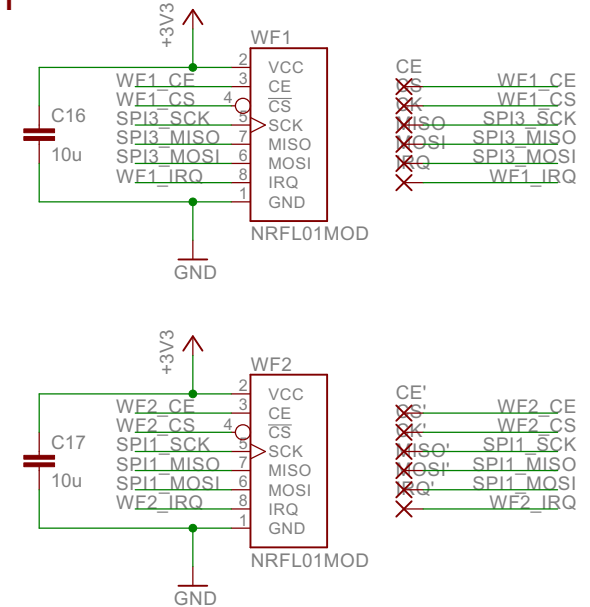 +3V3
WF1
2 VCC
WF1_CE 3 CE
WF1_CS 4 CS
SPI3_SCK 5 SCK
SPI3_MISO 7 MISO
SPI3_MOSI 6 MOSI
WF1_IRQ 8 IRQ
1 GND
C16
10u
NRFL01MOD
GND
CE
CS WF1_CE
CK WF1_CS
MISO SPI3_SCK
MOSI SPI3_MISO
IRQ SPI3_MOSI
WF1_IRQ
+3V3
WF2
2 VCC
WF2_CE 3 CE
WF2_CS 4 CS
SPI1_SCK 5 SCK
SPI1_MISO 7 MISO
SPI1_MOSI 6 MOSI
WF2_IRQ 8 IRQ
1 GND
C17
10u
NRFL01MOD
GND
CE'
CS' WF2_CE
CK' WF2_CS
MISO' SPI1_SCK
MOSI' SPI1_MISO
IRQ' SPI1_MOSI
WF2_IRQ